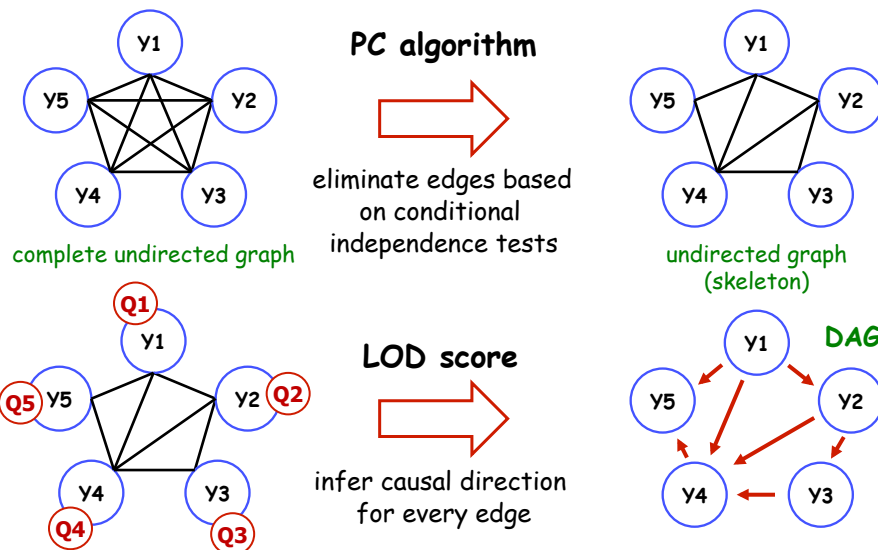 Y1
Y5
Y2
Y4
Y3
complete undirected graph
PC algorithm
eliminate edges based
on conditional
independence tests
Y1
Y5
Y2
Y4
Y3
undirected graph
(skeleton)
Q1
Y1
Q5
Y5
Y2
Q2
Y4
Y3
Q4
Q3
LOD score
infer causal direction
for every edge
DAG
Y1
Y5
Y2
Y4
Y3